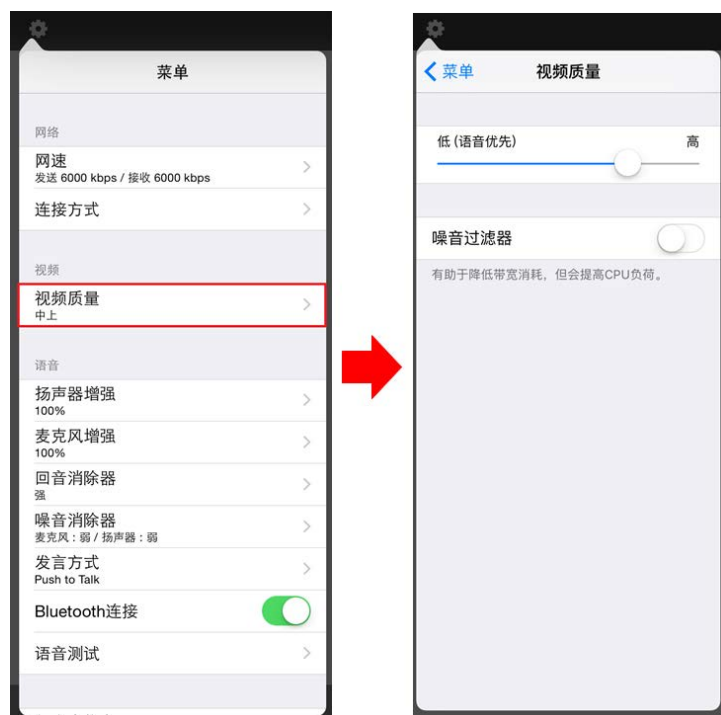 菜单
网络
网速
发送 6000 kbps / 接收 6000 kbps
连接方式
视频
视频质量
中上
语音
扬声器增强
100%
麦克风增强
100%
回音消除器
强
噪音消除器
麦克风：弱 / 扬声器：弱
发言方式
Push to Talk
Bluetooth连接
语音测试
菜单 视频质量
低 (语音优先) 高
噪音过滤器
有助于降低带宽消耗，但会提高CPU负荷。